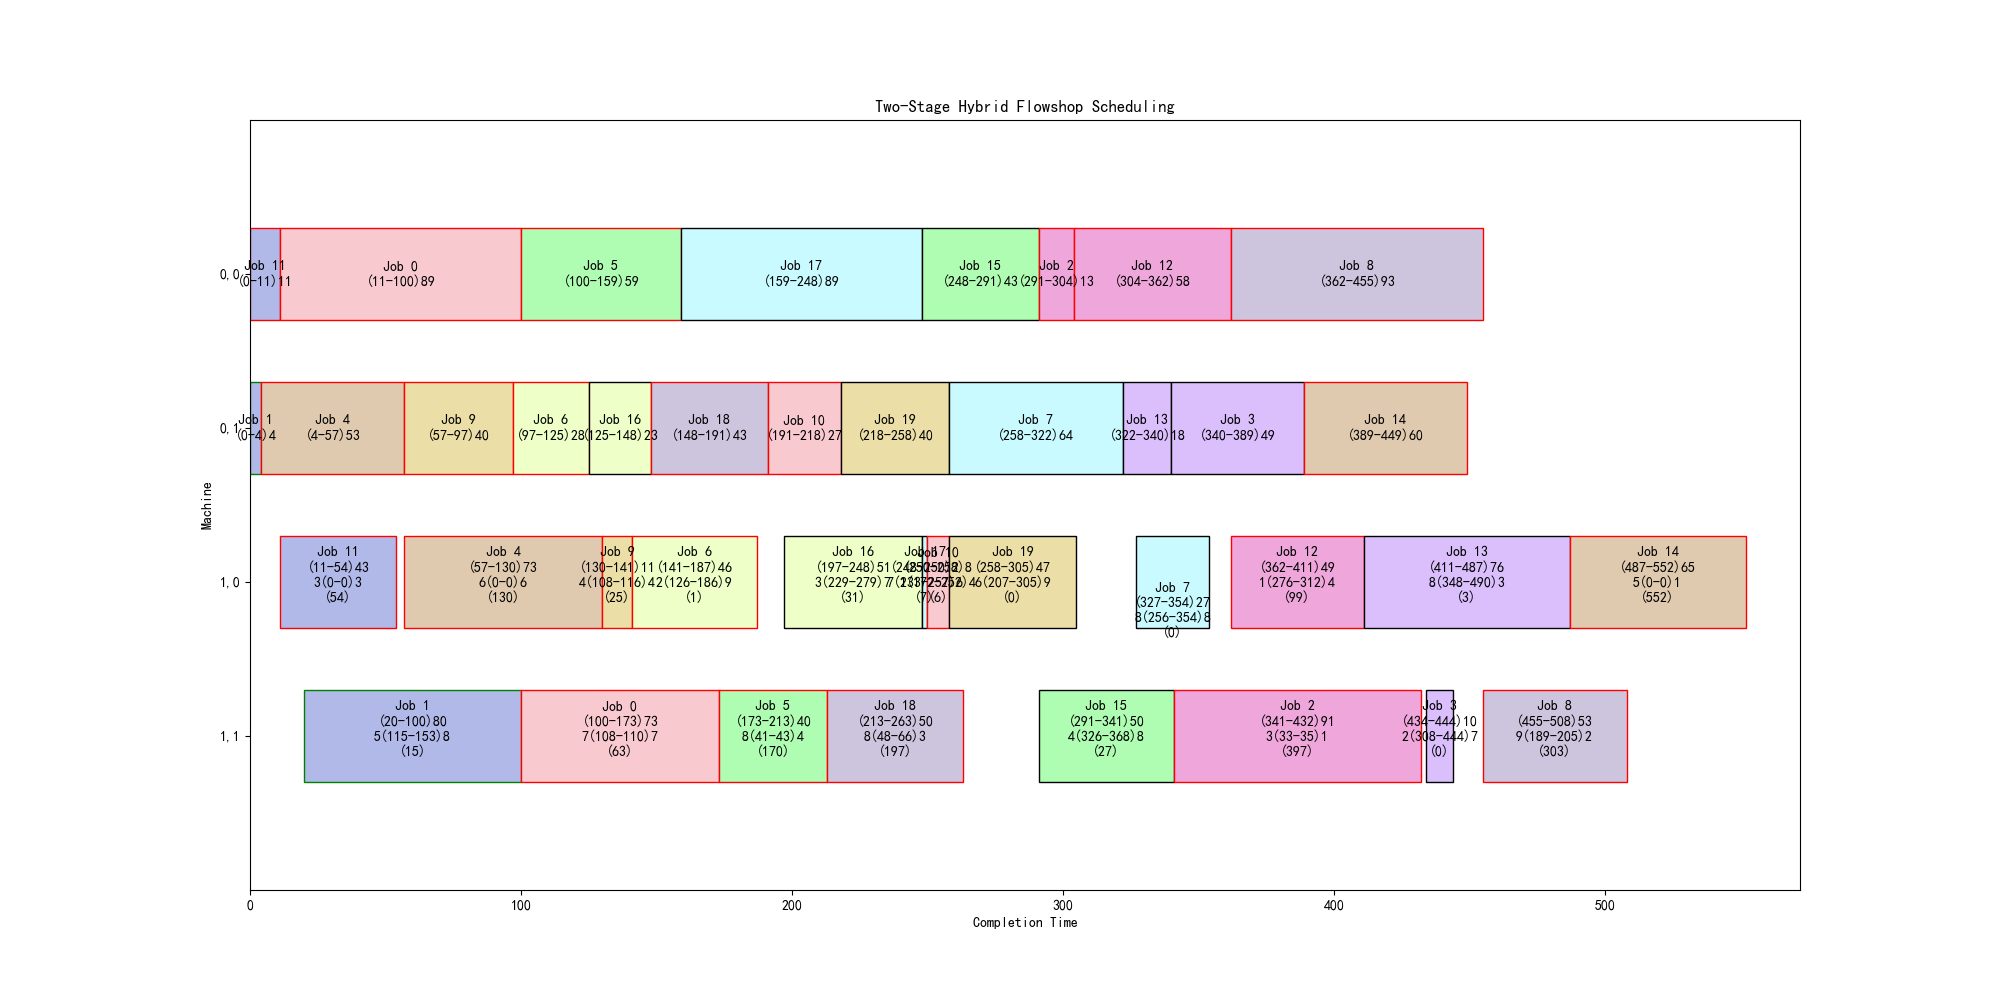 Two-Stage Hybrid Flowshop Scheduling
0,0
Job 11
(0-11)11
Job 0
(11-100)89
Job 5
(100-159)59
Job 17
(159-248)89
Job 15
(248-291)43
Job 2
(291-304)13
Job 12
(304-362)58
Job 8
(362-455)93
0,1
Job 1
(0-4)4
Job 4
(4-57)53
Job 9
(57-97)40
Job 6
(97-125)28
Job 16
(125-148)23
Job 18
(148-191)43
Job 10
(191-218)27
Job 19
(218-258)40
Job 7
(258-322)64
Job 13
(322-340)18
Job 3
(340-389)49
Job 14
(389-449)60
Machine
1,0
Job 11
(11-54)43
3(0-0)3
(54)
Job 4
(57-130)73
6(0-0)6
(130)
Job 9
(130-141)11
4(108-116)4
(25)
Job 6
(141-187)46
2(126-186)9
(1)
Job 16
(197-248)51
3(229-279)7
(31)
(6)
Job 19
(258-305)47
(207-305)9
(0)
Job 7
(327-354)27
8(256-354)8
(0)
Job 12
(362-411)49
1(276-312)4
(99)
Job 13
(411-487)76
8(348-490)3
(3)
Job 14
(487-552)65
5(0-0)1
(552)
1,1
Job 1
(20-100)80
5(115-153)8
(15)
Job 0
(100-173)73
7(108-110)7
(63)
Job 5
(173-213)40
8(41-43)4
(170)
Job 18
(213-263)50
8(48-66)3
(197)
Job 15
(291-341)50
4(326-368)8
(27)
Job 2
(341-432)91
3(33-35)1
(397)
Job 3
(434-444)10
2(308-444)7
(0)
Job 8
(455-508)53
9(189-205)2
(303)
0
100
200
300
400
500
Completion Time